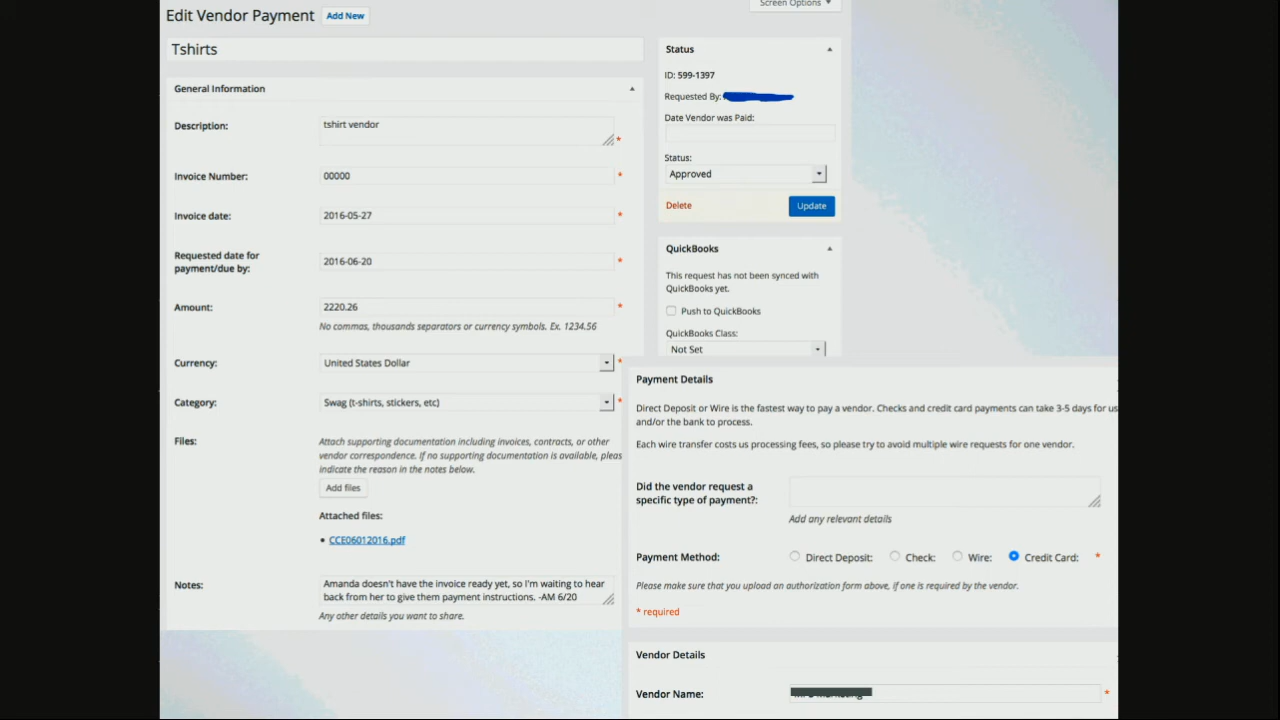 Edit Vendor Payment Add New
Screen Options
Tshirts
General Information
Description:
tshirt vendor
*
Invoice Number:
00000
*
Invoice date:
2016-05-27
*
Requested date for
payment/due by:
2016-06-20
*
Amount:
2220.26
*
No commas, thousands separators or currency symbols. Ex. 1234.56
Currency:
United States Dollar
*
Category:
Swag (t-shirts, stickers, etc)
*
Files:
Attach supporting documentation including invoices, contracts, or other
vendor correspondence. If no supporting documentation is available, pleas
indicate the reason in the notes below.
Add files
Attached files:
• CCE06012016.pdf
Notes:
Amanda doesn't have the invoice ready yet, so I'm waiting to hear
back from her to give them payment instructions. -AM 6/20
Any other details you want to share.
Status
ID: 599-1397
Requested By:
Date Vendor was Paid:
Status:
Approved
Delete
Update
QuickBooks
This request has not been synced with
QuickBooks yet.
Push to QuickBooks
QuickBooks Class:
Not Set
Payment Details
Direct Deposit or Wire is the fastest way to pay a vendor. Checks and credit card payments can take 3-5 days for us
and/or the bank to process.
Each wire transfer costs us processing fees, so please try to avoid multiple wire requests for one vendor.
Did the vendor request a
specific type of payment?:
Add any relevant details
Payment Method:
Direct Deposit: Check: Wire: Credit Card: *
Please make sure that you upload an authorization form above, if one is required by the vendor.
* required
Vendor Details
Vendor Name:
*